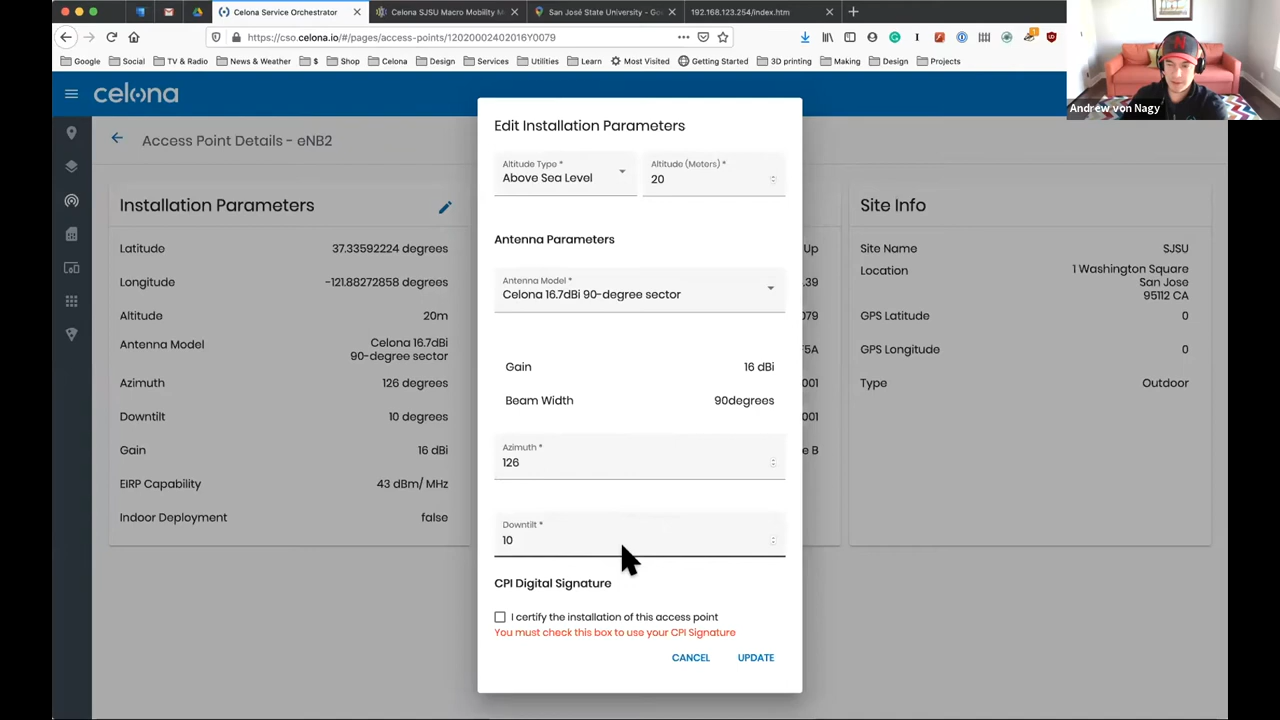 Celona Service Orchestrator
Celona SJSU Macro Mobility M
San José State University - Go
192.168.123.254/index.htm
https://cso.celona.io/#/pages/access-points/12020002402016Y0079
Google
Social
TV & Radio
News & Weather
$
Shop
Celona
Design
Services
Utilities
Learn
Most Visited
Getting Started
3D printing
Making
Design
Projects
Andrew von Nagy
celona
Access Point Details - eNB2
Edit Installation Parameters
Altitude Type *
Above Sea Level
Altitude (Meters) *
20
Antenna Parameters
Antenna Model *
Celona 16.7dBi 90-degree sector
Gain 16 dBi
Beam Width 90degrees
Azimuth *
126
Downtilt *
10
CPI Digital Signature
I certify the installation of this access point
You must check this box to use your CPI Signature
CANCEL UPDATE
Installation Parameters
Latitude 37.33592224 degrees
Longitude -121.88272858 degrees
Altitude 20m
Antenna Model Celona 16.7dBi
90-degree sector
Azimuth 126 degrees
Downtilt 10 degrees
Gain 16 dBi
EIRP Capability 43 dBm/ MHz
Indoor Deployment false
Up
.39
079
F5A
001
001
e B
Site Info
Site Name SJSU
Location 1 Washington Square
San Jose
95112 CA
GPS Latitude 0
GPS Longitude 0
Type Outdoor